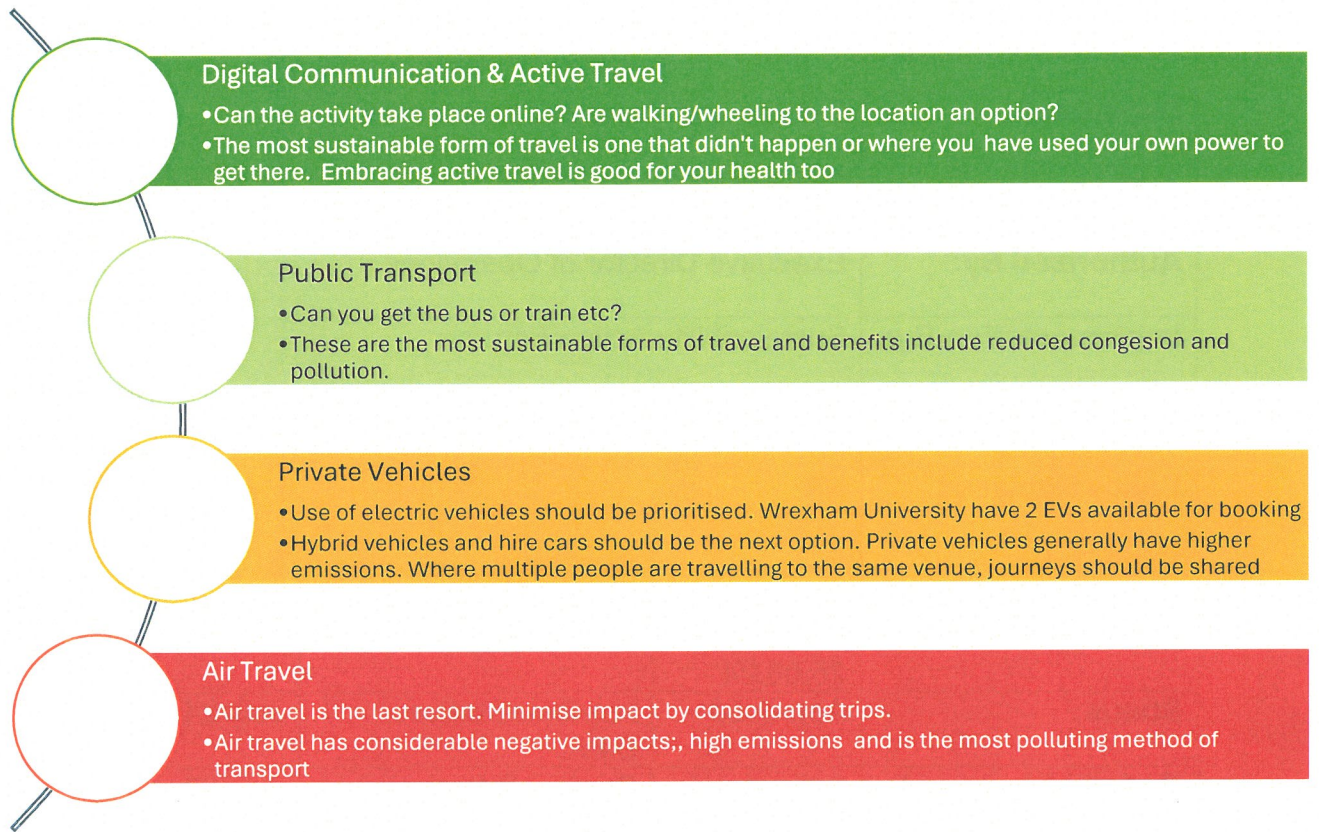 Digital Communication & Active Travel
•Can the activity take place online? Are walking/wheeling to the location an option?
•The most sustainable form of travel is one that didn't happen or where you  have used your own power to
get there.  Embracing active travel is good for your health too
Public Transport
•Can you get the bus or train etc?
•These are the most sustainable forms of travel and benefits include reduced congesion and
pollution.
Private Vehicles
•Use of electric vehicles should be prioritised. Wrexham University have 2 EVs available for booking
•Hybrid vehicles and hire cars should be the next option. Private vehicles generally have higher
emissions. Where multiple people are travelling to the same venue, journeys should be shared
Air Travel
•Air travel is the last resort. Minimise impact by consolidating trips.
•Air travel has considerable negative impacts;, high emissions  and is the most polluting method of
transport